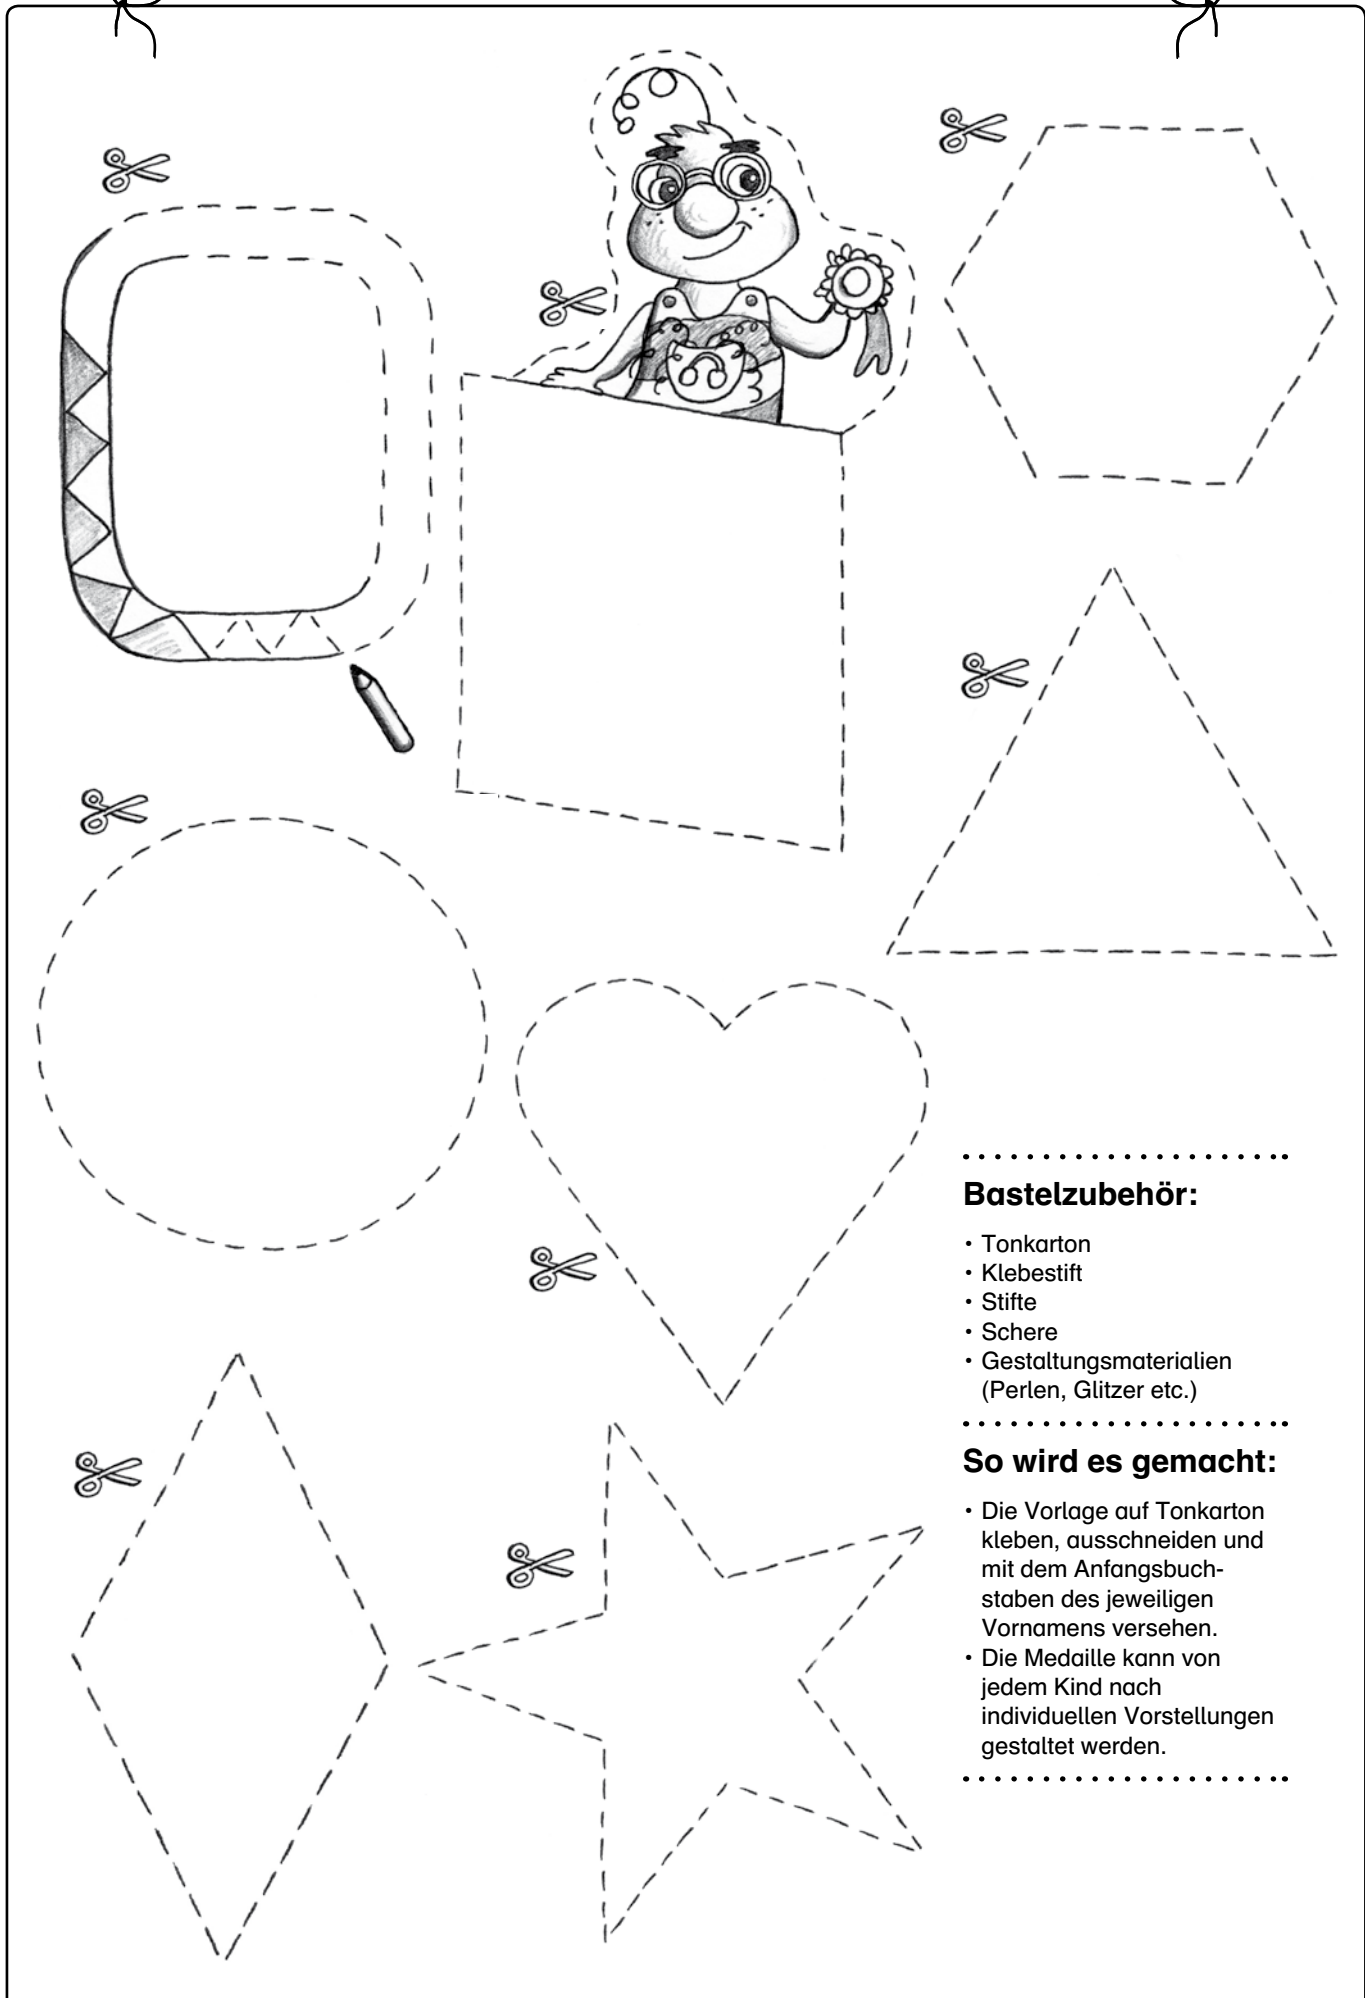 Bastelzubehör:
• Tonkarton
• Klebestift
• Stifte
• Schere
• Gestaltungsmaterialien
(Perlen, Glitzer etc.)
So wird es gemacht:
• Die Vorlage auf Tonkarton
kleben, ausschneiden und
mit dem Anfangsbuch-
staben des jeweiligen
Vornamens versehen.
• Die Medaille kann von
jedem Kind nach
individuellen Vorstellungen
gestaltet werden.